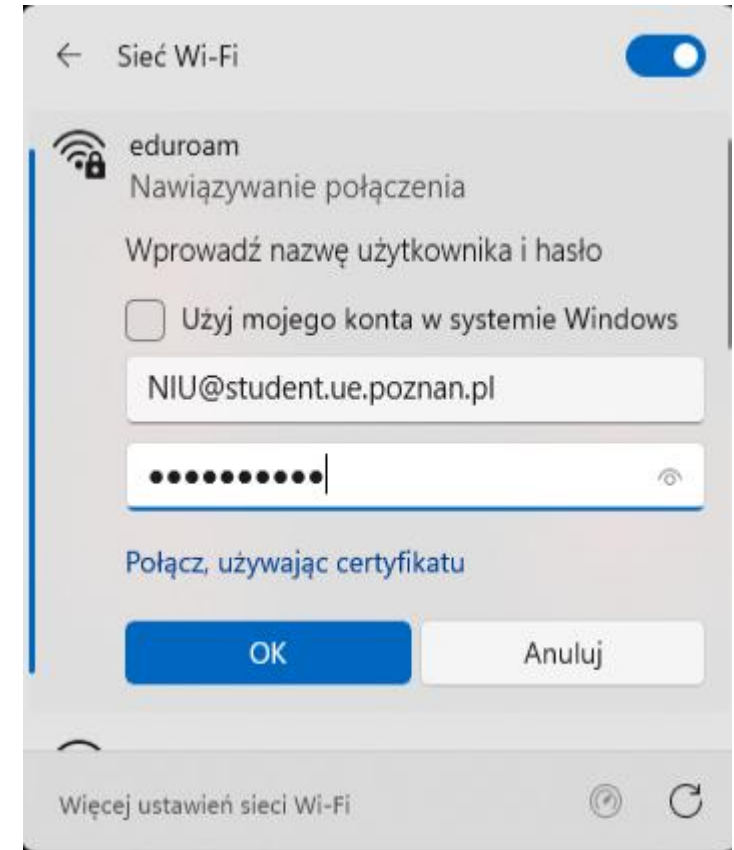 Sieć Wi-Fi
eduroam
Nawiązywanie połączenia
Wprowadź nazwę użytkownika i hasło
Użyj mojego konta w systemie Windows
NIU@student.ue.poznan.pl
••••••••••
Połącz, używając certyfikatu
OK
Anuluj
Więcej ustawień sieci Wi-Fi